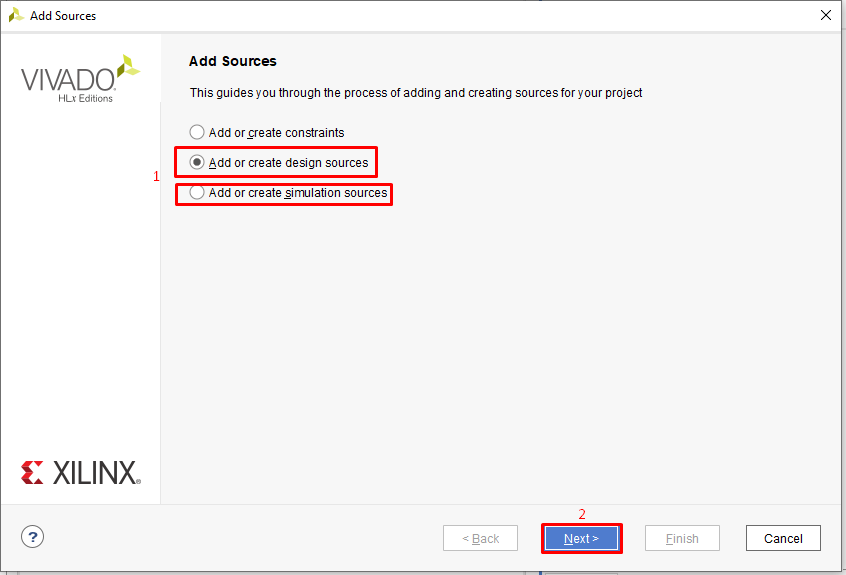 Add Sources
VIVADO
HLx Editions
Add Sources
This guides you through the process of adding and creating sources for your project
Add or create constraints
Add or create design sources
1
Add or create simulation sources
XILINX
2
?
< Back
Next >
Finish
Cancel